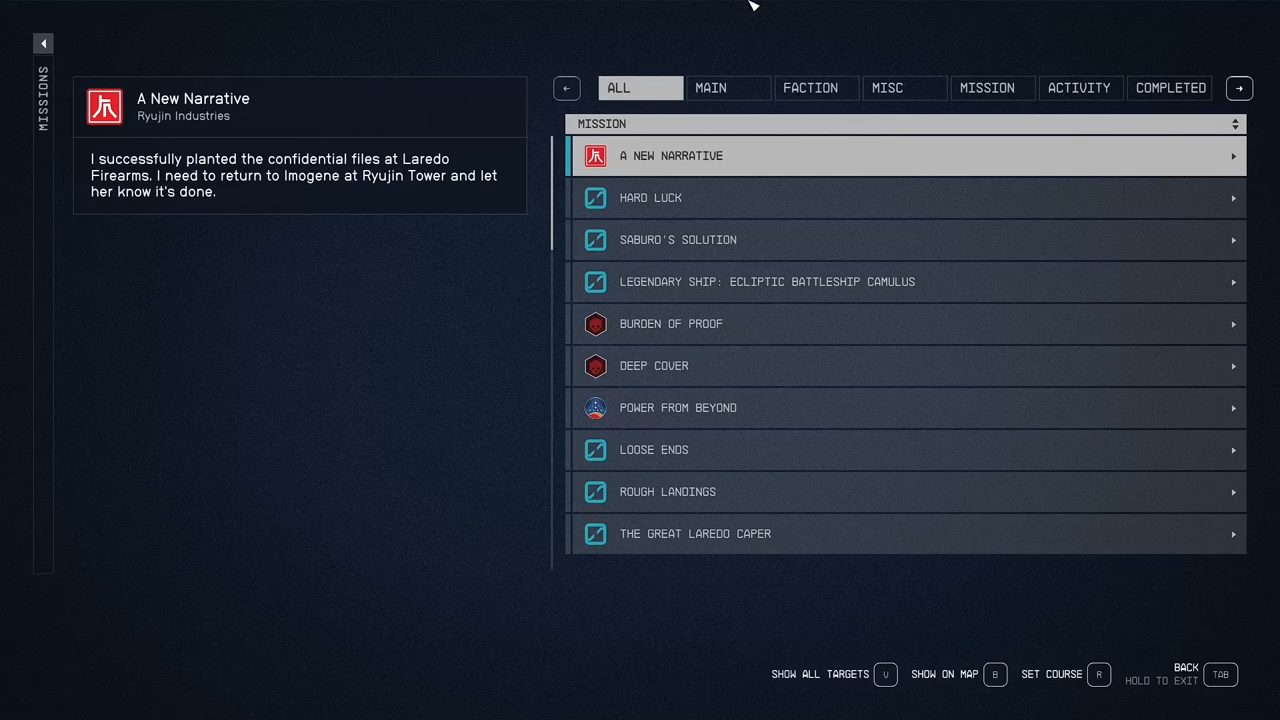 MISSIONS
A New Narrative
Ryujin Industries
I successfully planted the confidential files at Laredo
Firearms. I need to return to Imogene at Ryujin Tower and let
her know it's done.
ALL
MAIN
FACTION
MISC
MISSION
ACTIVITY
COMPLETED
MISSION
A NEW NARRATIVE
HARD LUCK
SABURO'S SOLUTION
LEGENDARY SHIP: ECLIPTIC BATTLESHIP CAMULUS
BURDEN OF PROOF
DEEP COVER
POWER FROM BEYOND
LOOSE ENDS
ROUGH LANDINGS
THE GREAT LAREDO CAPER
SHOW ALL TARGETS V
SHOW ON MAP B
SET COURSE R
BACK
HOLD TO EXIT TAB